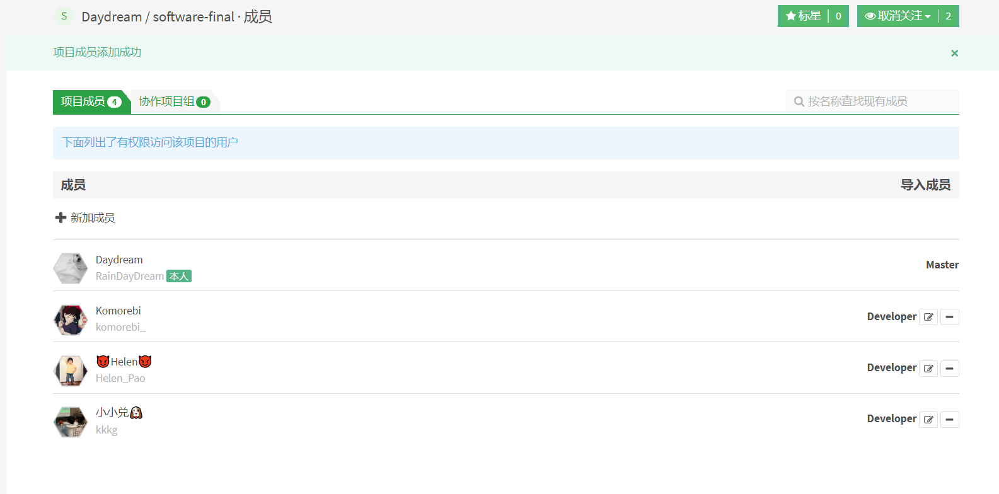 S Daydream / software-final · 成员
标星 0 取消关注 2
项目成员添加成功
×
项目成员 4 协作项目组 0
按名称查找现有成员
下面列出了有权限访问该项目的用户
成员 导入成员
新加成员
Daydream
RainDayDream 本人
Master
Komorebi
komorebi_
Developer
😈Helen😈
Helen_Pao
Developer
小小兑🐶
kkkg
Developer